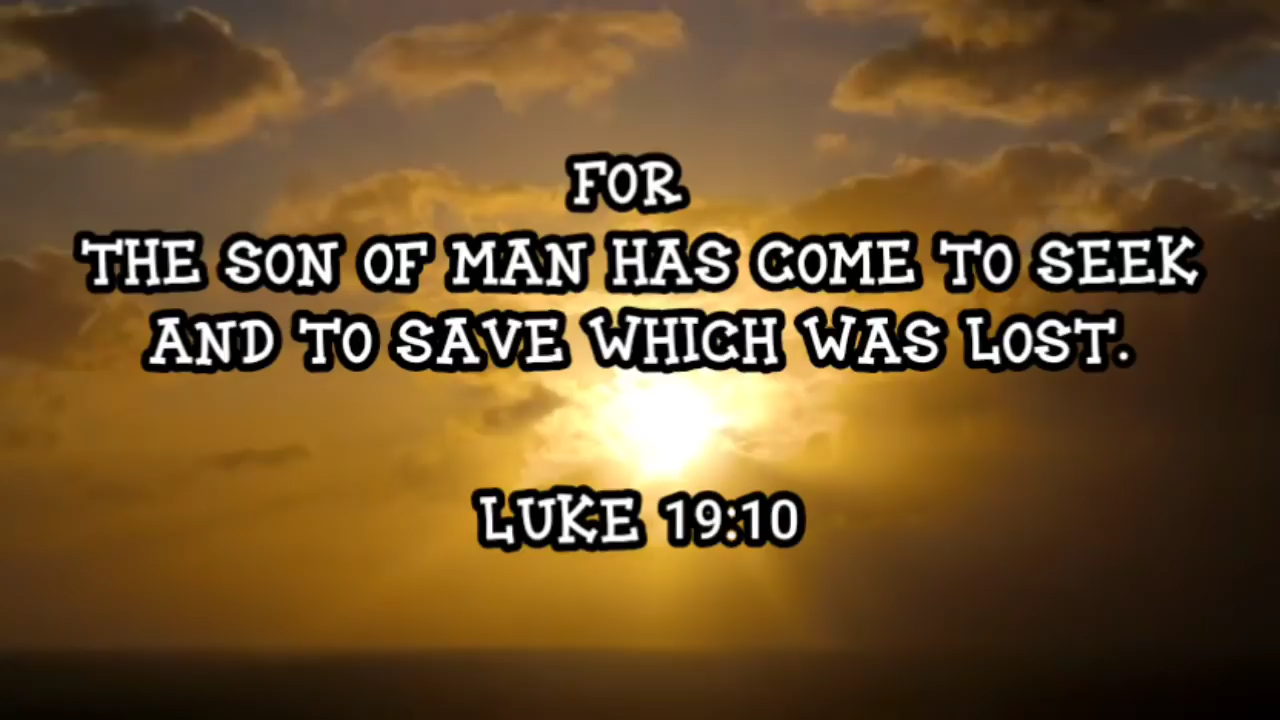 FOR
THE SON OF MAN HAS COME TO SEEK
AND TO SAVE WHICH WAS LOST.
LUKE 19:10